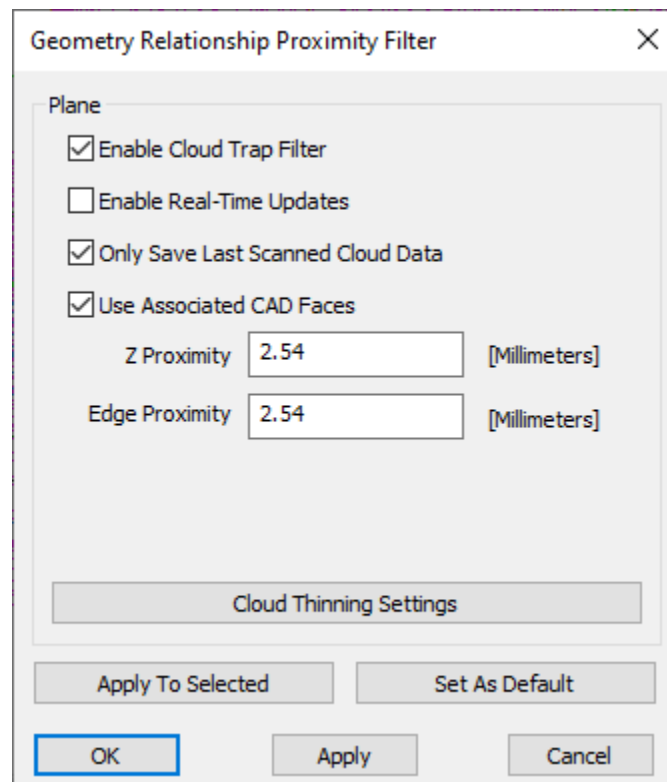 Geometry Relationship Proximity Filter
Plane
Enable Cloud Trap Filter
Enable Real-Time Updates
Only Save Last Scanned Cloud Data
Use Associated CAD Faces
Z Proximity 2.54 [Millimeters]
Edge Proximity 2.54 [Millimeters]
Cloud Thinning Settings
Apply To Selected Set As Default
OK Apply Cancel